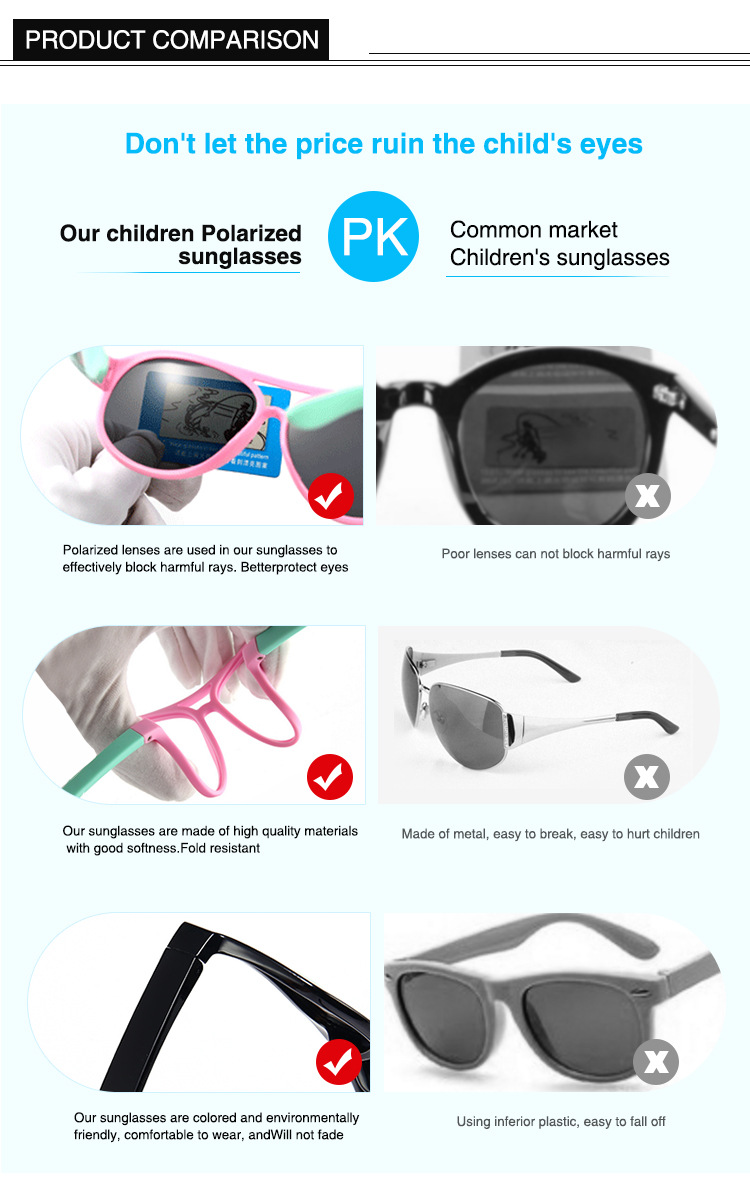 PRODUCT COMPARISON
Don't let the price ruin the child's eyes
Our children Polarized
sunglasses
PK
Common market
Children's sunglasses
Polarized lenses are used in our sunglasses to
effectively block harmful rays. Betterprotect eyes
Poor lenses can not block harmful rays
X
Our sunglasses are made of high quality materials
with good softness.Fold resistant
Made of metal, easy to break, easy to hurt children
X
Our sunglasses are colored and environmentally
friendly, comfortable to wear, andWill not fade
Using inferior plastic, easy to fall off
X